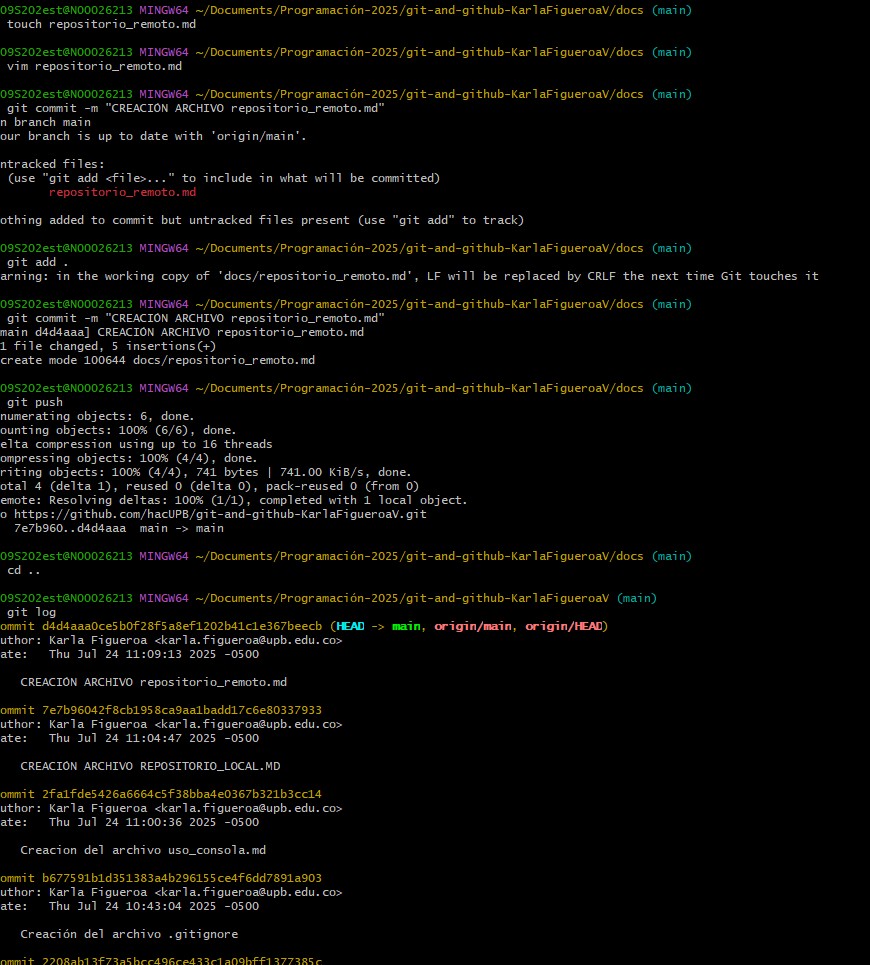 09S202est@N00026213 MINGW64 ~/Documents/Programación-2025/git-and-github-KarlaFigueroaV/docs (main)
touch repositorio_remoto.md
09S202est@N00026213 MINGW64 ~/Documents/Programación-2025/git-and-github-KarlaFigueroaV/docs (main)
vim repositorio_remoto.md
09S202est@N00026213 MINGW64 ~/Documents/Programación-2025/git-and-github-KarlaFigueroaV/docs (main)
git commit -m "CREACIÓN ARCHIVO repositorio_remoto.md"
n branch main
our branch is up to date with 'origin/main'.
ntracked files:
(use "git add <file>..." to include in what will be committed)
repositorio_remoto.md
othing added to commit but untracked files present (use "git add" to track)
09S202est@N00026213 MINGW64 ~/Documents/Programación-2025/git-and-github-KarlaFigueroaV/docs (main)
git add .
arning: in the working copy of 'docs/repositorio_remoto.md', LF will be replaced by CRLF the next time Git touches it
09S202est@N00026213 MINGW64 ~/Documents/Programación-2025/git-and-github-KarlaFigueroaV/docs (main)
git commit -m "CREACIÓN ARCHIVO repositorio_remoto.md"
main d4d4aaa] CREACIÓN ARCHIVO repositorio_remoto.md
1 file changed, 5 insertions(+)
create mode 100644 docs/repositorio_remoto.md
09S202est@N00026213 MINGW64 ~/Documents/Programación-2025/git-and-github-KarlaFigueroaV/docs (main)
git push
numerating objects: 6, done.
ounting objects: 100% (6/6), done.
elta compression using up to 16 threads
ompressing objects: 100% (4/4), done.
riting objects: 100% (4/4), 741 bytes | 741.00 KiB/s, done.
otal 4 (delta 1), reused 0 (delta 0), pack-reused 0 (from 0)
emote: Resolving deltas: 100% (1/1), completed with 1 local object.
o https://github.com/hacUPB/git-and-github-KarlaFigueroaV.git
7e7b960..d4d4aaa  main -> main
09S202est@N00026213 MINGW64 ~/Documents/Programación-2025/git-and-github-KarlaFigueroaV/docs (main)
cd ..
09S202est@N00026213 MINGW64 ~/Documents/Programación-2025/git-and-github-KarlaFigueroaV (main)
git log
ommit d4d4aaa0ce5b0f28f5a8ef1202b41c1e367beecb (HEAD -> main, origin/main, origin/HEAD)
uthor: Karla Figueroa <karla.figueroa@upb.edu.co>
ate:   Thu Jul 24 11:09:13 2025 -0500
CREACIÓN ARCHIVO repositorio_remoto.md
ommit 7e7b96042f8cb1958ca9aa1badd17c6e80337933
uthor: Karla Figueroa <karla.figueroa@upb.edu.co>
ate:   Thu Jul 24 11:04:47 2025 -0500
CREACIÓN ARCHIVO REPOSITORIO_LOCAL.MD
ommit 2fa1fde5426a6664c5f38bba4e0367b321b3cc14
uthor: Karla Figueroa <karla.figueroa@upb.edu.co>
ate:   Thu Jul 24 11:00:36 2025 -0500
Creacion del archivo uso_consola.md
ommit b677591b1d351383a4b296155ce4f6dd7891a903
uthor: Karla Figueroa <karla.figueroa@upb.edu.co>
ate:   Thu Jul 24 10:43:04 2025 -0500
Creación del archivo .gitignore
ommit 2208ab13f73a5bcc496ce433c1a09bff1377385c